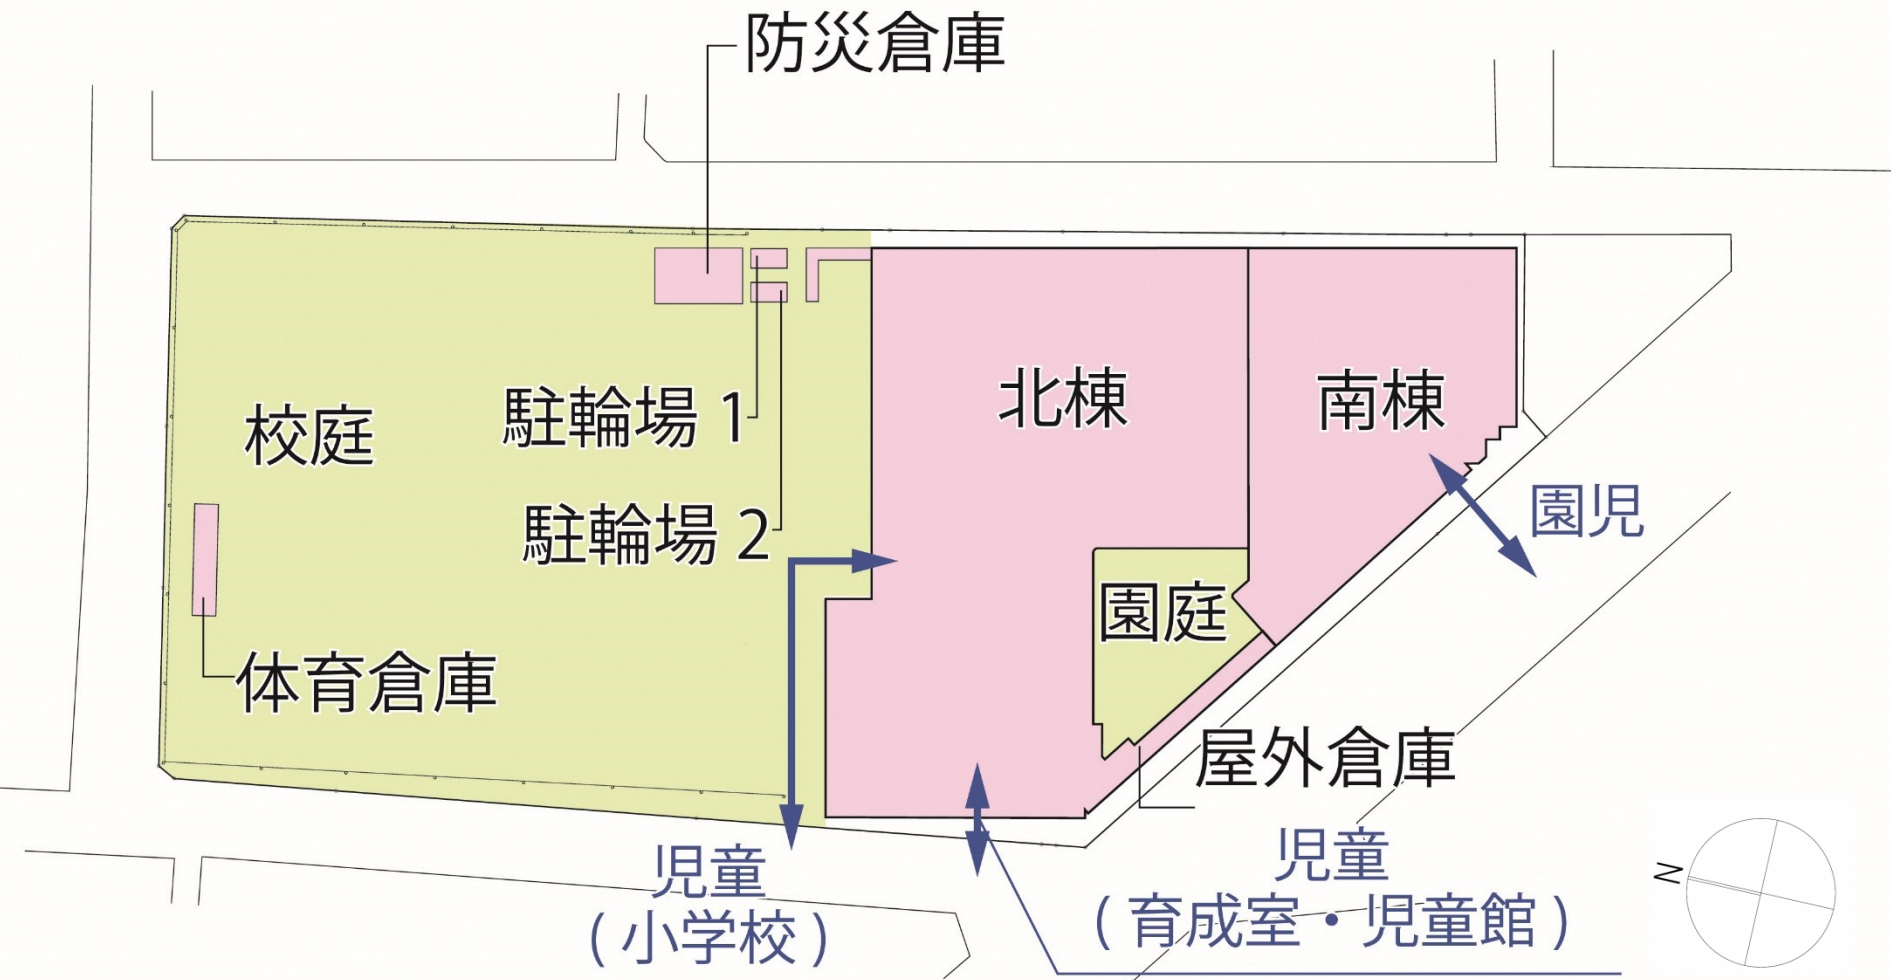 防災倉庫
北棟
南棟
駐輪場 1
校庭
園児
駐輪場 2
園庭
体育倉庫
屋外倉庫
児童
(小学校)
児童
(育成室・児童館)
N